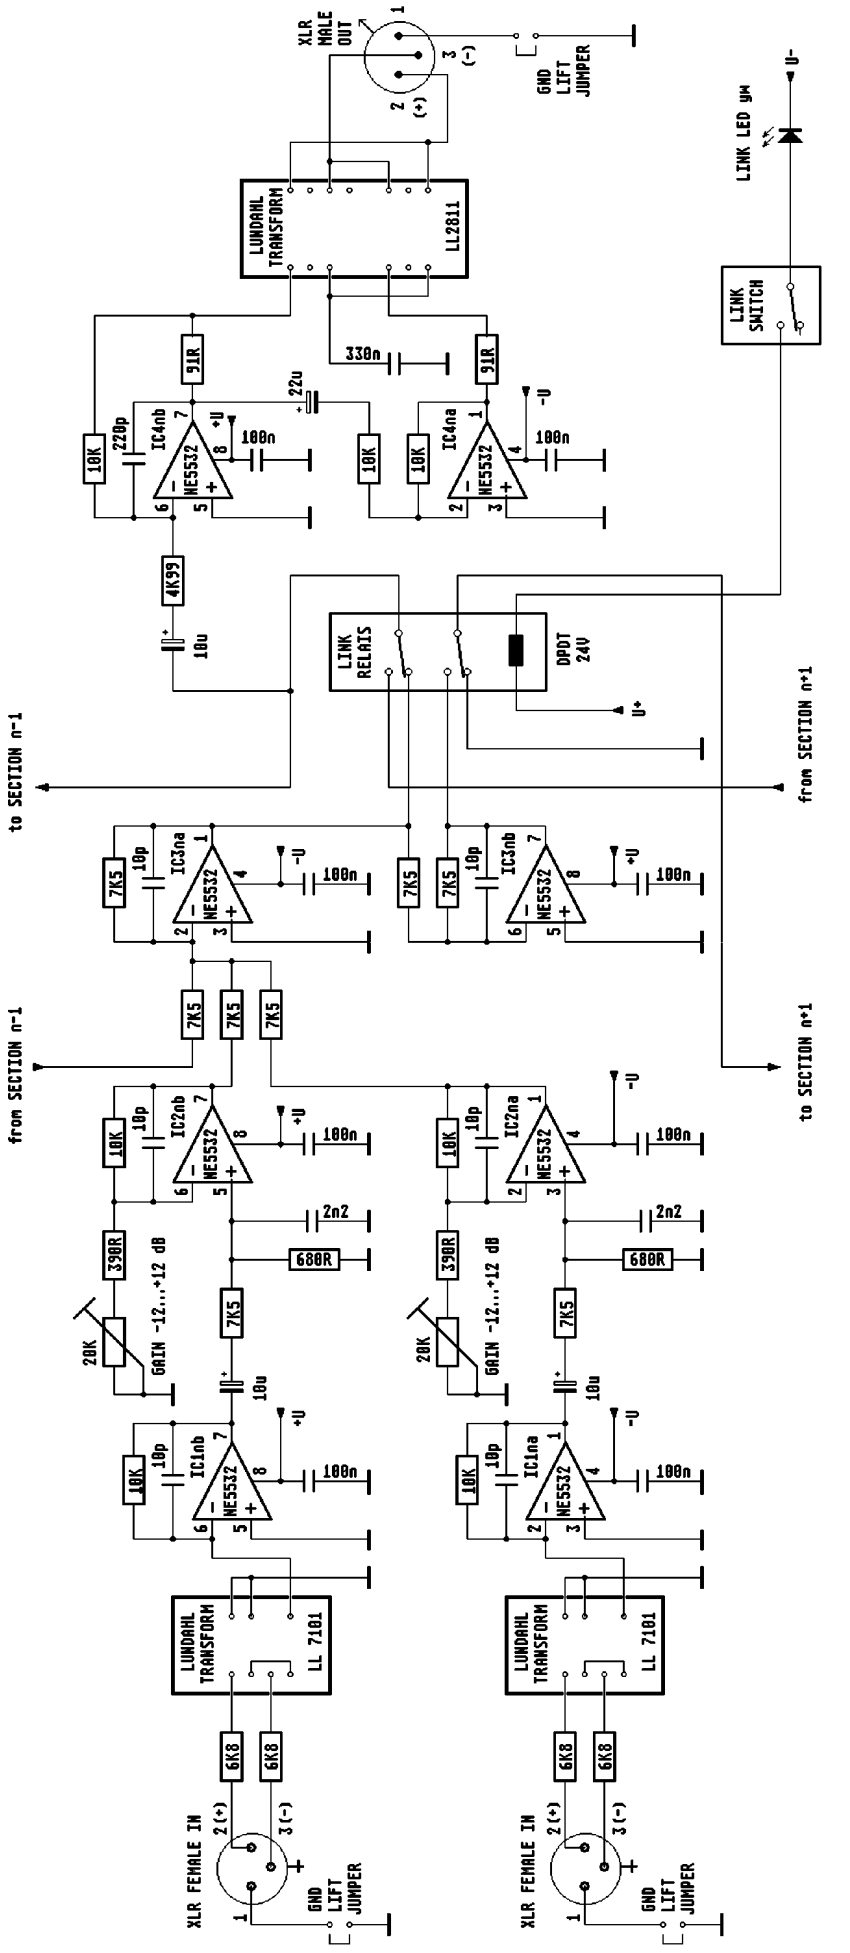 XLR FEMALE IN
2(+)
3(-)
1
GND
LIFT
JUMPER
6K8
6K8
LUNDAHL
TRANSFORM
LL 7101
10K
10p
IC1nb
NE5532
6
5
7
8
+U
100n
10u
+
7K5
20K
GAIN -12...+12 dB
390R
680R
2n2
10K
10p
IC2nb
NE5532
6
5
7
8
+U
100n
XLR FEMALE IN
2(+)
3(-)
1
GND
LIFT
JUMPER
6K8
6K8
LUNDAHL
TRANSFORM
LL 7101
10K
10p
IC1na
NE5532
2
3
1
4
-U
100n
10u
+
7K5
20K
GAIN -12...+12 dB
390R
680R
2n2
10K
10p
IC2na
NE5532
2
3
1
4
-U
100n
from SECTION n-1
7K5
7K5
7K5
7K5
10p
IC3na
NE5532
2
3
1
4
-U
100n
7K5
7K5
10p
IC3nb
NE5532
6
5
7
8
+U
100n
to SECTION n+1
to SECTION n-1
from SECTION n+1
LINK
RELAIS
DPDT
24V
U+
10u
+
4K99
10K
220p
IC4nb
NE5532
6
5
7
8
+U
100n
91R
22u
+
10K
10K
IC4na
NE5532
2
3
1
4
-U
100n
91R
330n
LUNDAHL
TRANSFORM
LL2811
XLR
MALE
OUT
1
2
(+)
3
(-)
GND
LIFT
JUMPER
LINK
SWITCH
LINK LED yw
U-